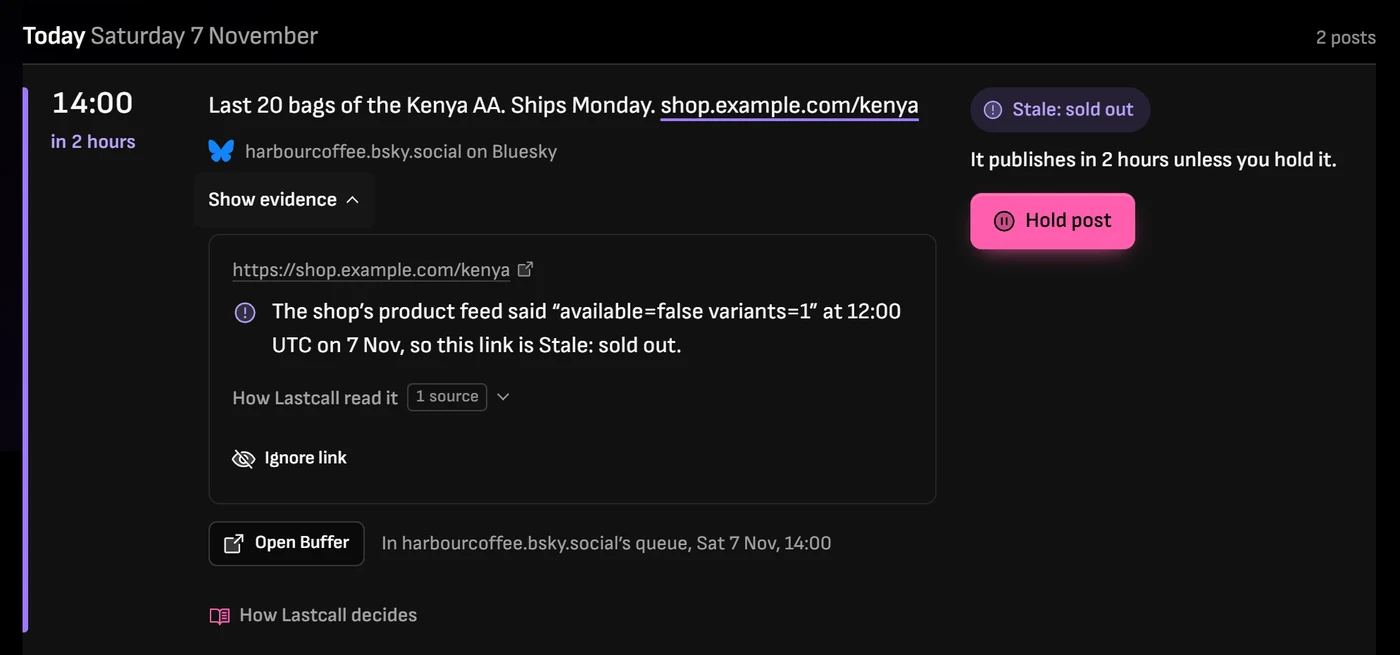 Today Saturday 7 November
2 posts
14:00
in 2 hours
Last 20 bags of the Kenya AA. Ships Monday. shop.example.com/kenya
harbourcoffee.bsky.social on Bluesky
Show evidence
https://shop.example.com/kenya
The shop’s product feed said “available=false variants=1” at 12:00
UTC on 7 Nov, so this link is Stale: sold out.
How Lastcall read it 1 source
Ignore link
Open Buffer In harbourcoffee.bsky.social’s queue, Sat 7 Nov, 14:00
How Lastcall decides
Stale: sold out
It publishes in 2 hours unless you hold it.
Hold post